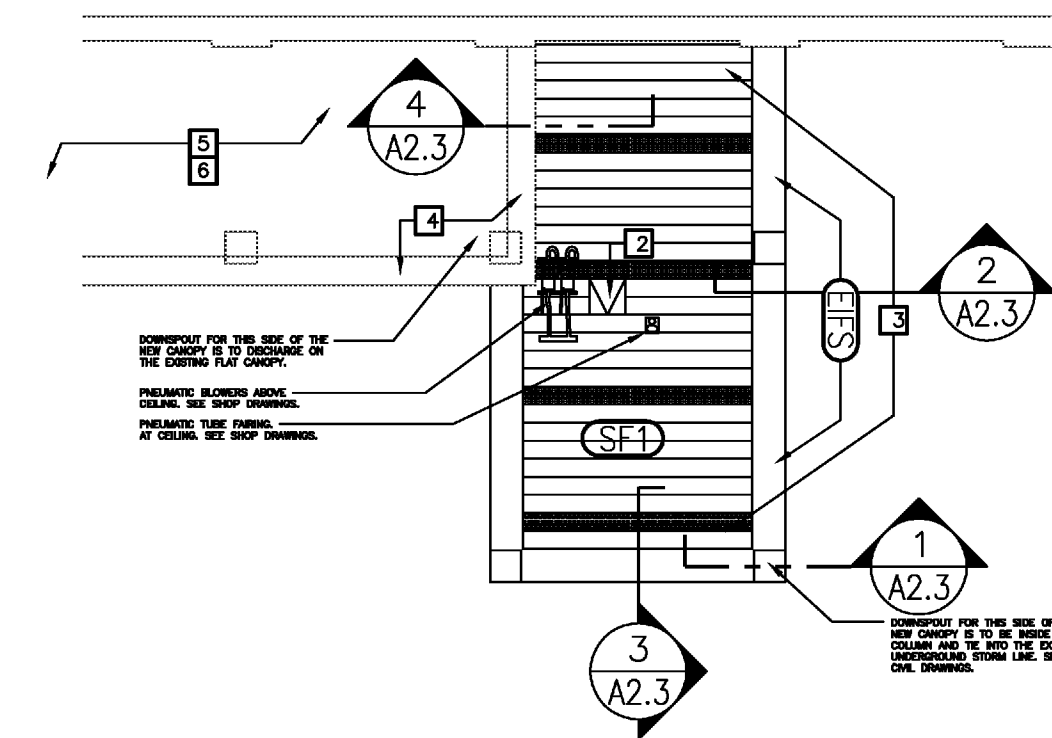 4
A2.3
5
6
4
2
2
A2.3
EIFS
3
DOWNSPOUT FOR THIS SIDE OF THE
NEW CANOPY IS TO DISCHARGE ON
THE EXISTING FLAT CANOPY.
PNEUMATIC BLOWERS ABOVE
CEILING. SEE SHOP DRAWINGS.
PNEUMATIC TUBE FAIRING.
AT CEILING. SEE SHOP DRAWINGS.
SF1
1
A2.3
DOWNSPOUT FOR THIS SIDE OF
NEW CANOPY IS TO BE INSIDE
COLUMN AND TIE INTO THE EX
UNDERGROUND STORM LINE. S
CIVIL DRAWINGS.
3
A2.3